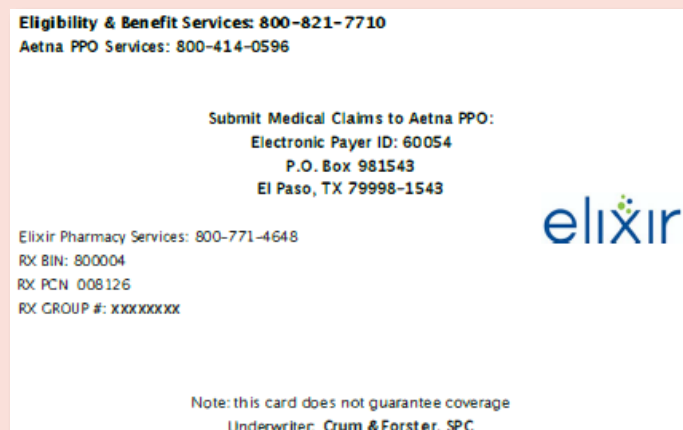 Eligibility & Benefit Services: 800-821-7710
Aetna PPO Services: 800-414-0596
Submit Medical Claims to Aetna PPO:
Electronic Payer ID: 60054
P.O. Box 981543
El Paso, TX 79998-1543
elixir
Elixir Pharmacy Services: 800-771-4648
RX BIN: 800004
RX PCN 008126
RX GROUP #: xxxxxxxx
Note: this card does not guarantee coverage
Underwriter: Crum & Forster, SPC